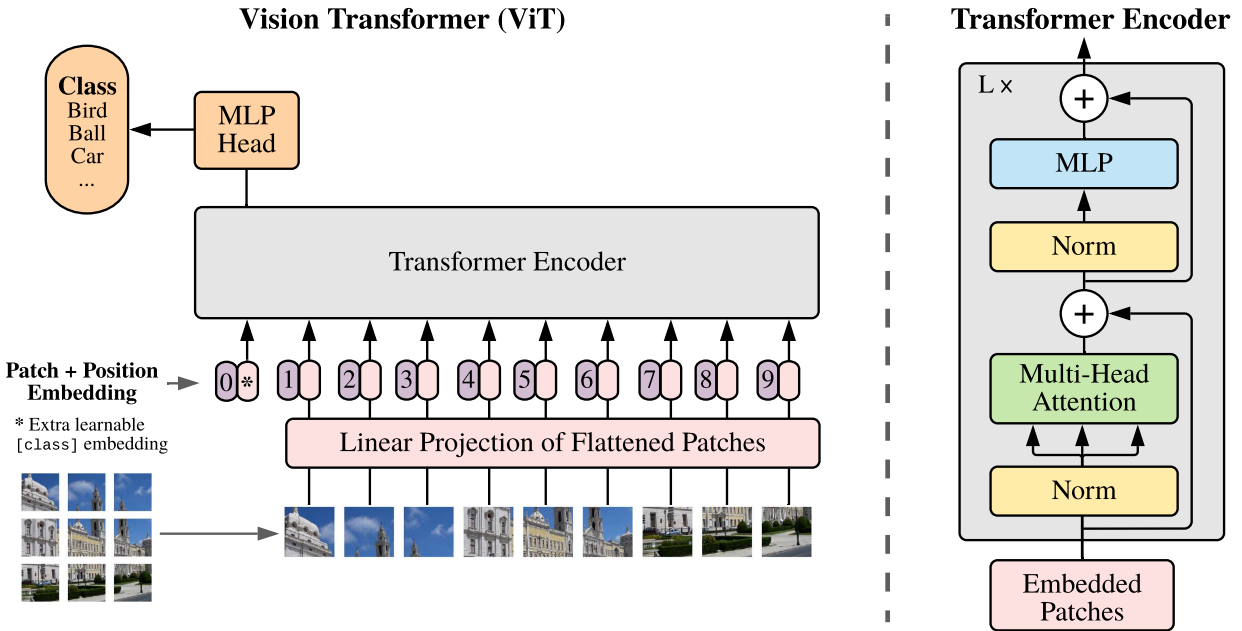 Vision Transformer (ViT)
Class
Bird
Ball
Car
...
MLP
Head
Transformer Encoder
Patch + Position
Embedding
0 * 1 2 3 4 5 6 7 8 9
* Extra learnable
[class] embedding
Linear Projection of Flattened Patches
Transformer Encoder
L ×
+
MLP
Norm
+
Multi-Head
Attention
Norm
Embedded
Patches